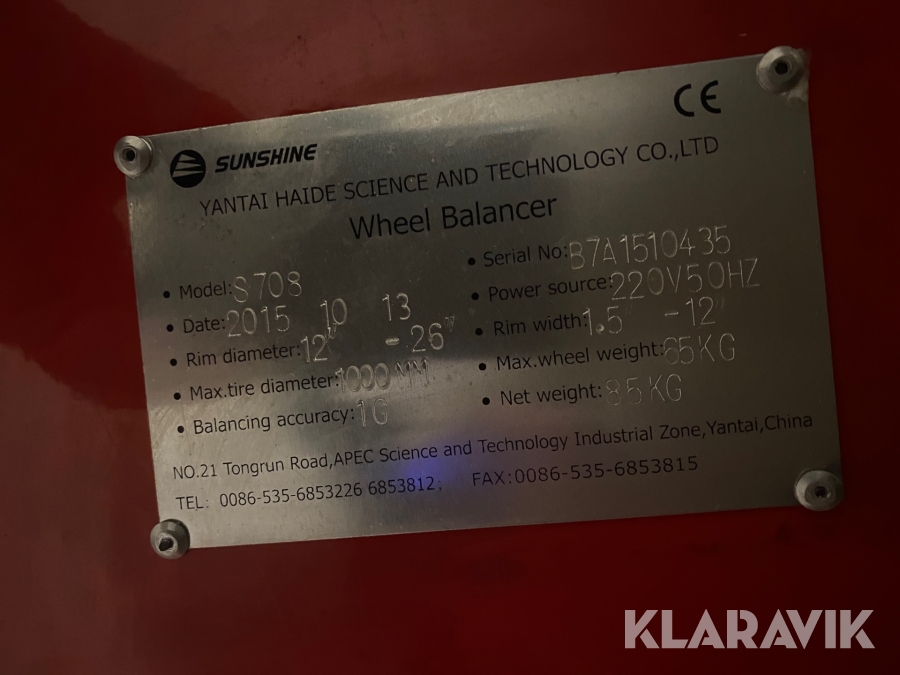 CE
SUNSHINE
YANTAI HAIDE SCIENCE AND TECHNOLOGY CO.,LTD
Wheel Balancer
• Model:S708
• Serial No:B7A1510435
• Date:2015 10 13
• Power source:220V50HZ
• Rim diameter:12" - 26"
• Rim width:1.5 -12"
• Max.tire diameter:1000MM
• Max.wheel weight:65KG
• Balancing accuracy:1G
• Net weight:85KG
NO.21 Tongrun Road,APEC Science and Technology Industrial Zone,Yantai,China
TEL: 0086-535-6853226 6853812; FAX:0086-535-6853815
KLARAVIK